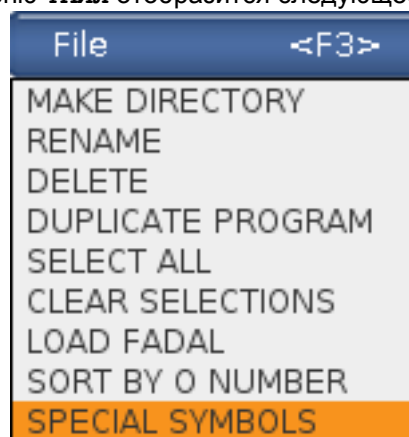 отобразится следующе
File <F3>
MAKE DIRECTORY
RENAME
DELETE
DUPLICATE PROGRAM
SELECT ALL
CLEAR SELECTIONS
LOAD FADAL
SORT BY O NUMBER
SPECIAL SYMBOLS